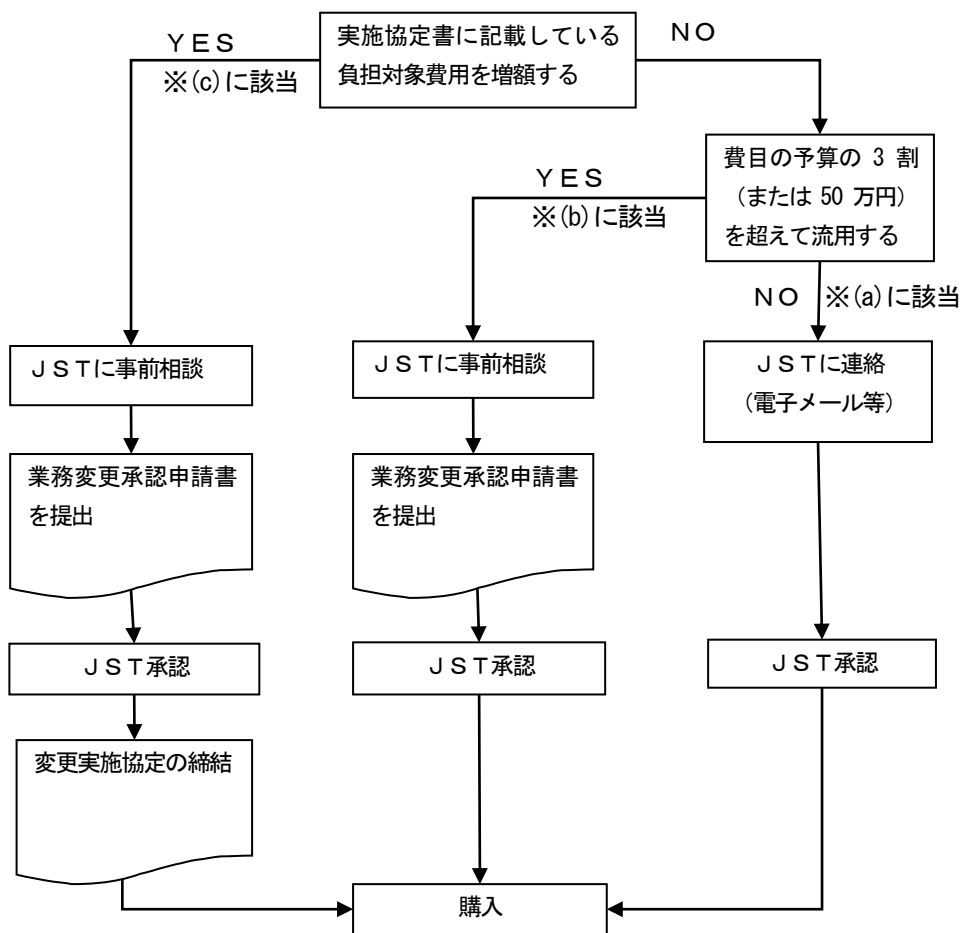 実施協定書に記載している
負担対象費用を増額する
ＹＥＳ
※(c)に該当
ＮＯ
費目の予算の 3 割
（または 50 万円）
を超えて流用する
ＹＥＳ
※(b)に該当
ＮＯ ※(a)に該当
ＪＳＴに事前相談
ＪＳＴに事前相談
ＪＳＴに連絡
（電子メール等）
業務変更承認申請書
を提出
業務変更承認申請書
を提出
ＪＳＴ承認
ＪＳＴ承認
ＪＳＴ承認
変更実施協定の締結
購入